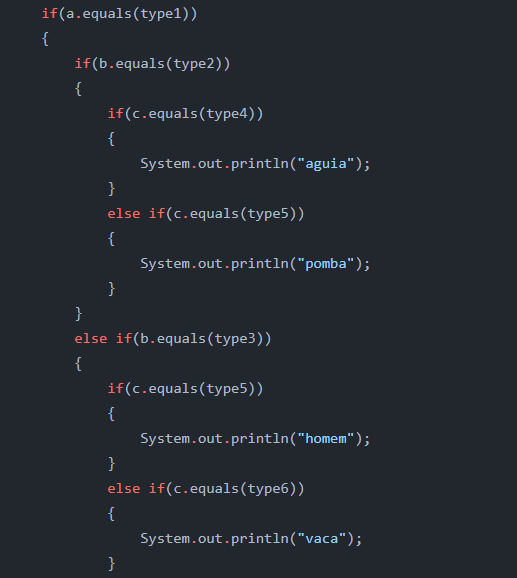 if(a.equals(type1))
{
    if(b.equals(type2))
    {
        if(c.equals(type4))
        {
            System.out.println("aguia");
        }
        else if(c.equals(type5))
        {
            System.out.println("pomba");
        }
    }
    else if(b.equals(type3))
    {
        if(c.equals(type5))
        {
            System.out.println("homem");
        }
        else if(c.equals(type6))
        {
            System.out.println("vaca");
        }